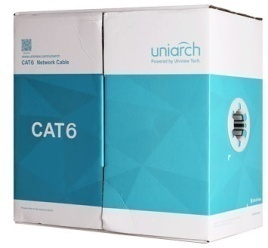 CAT6 Network Cable
CAT6
uniarch
Powered by Uniview Tech